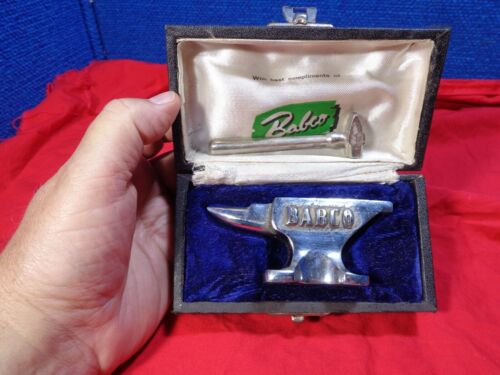 With best compliments of
Babco
BABCO